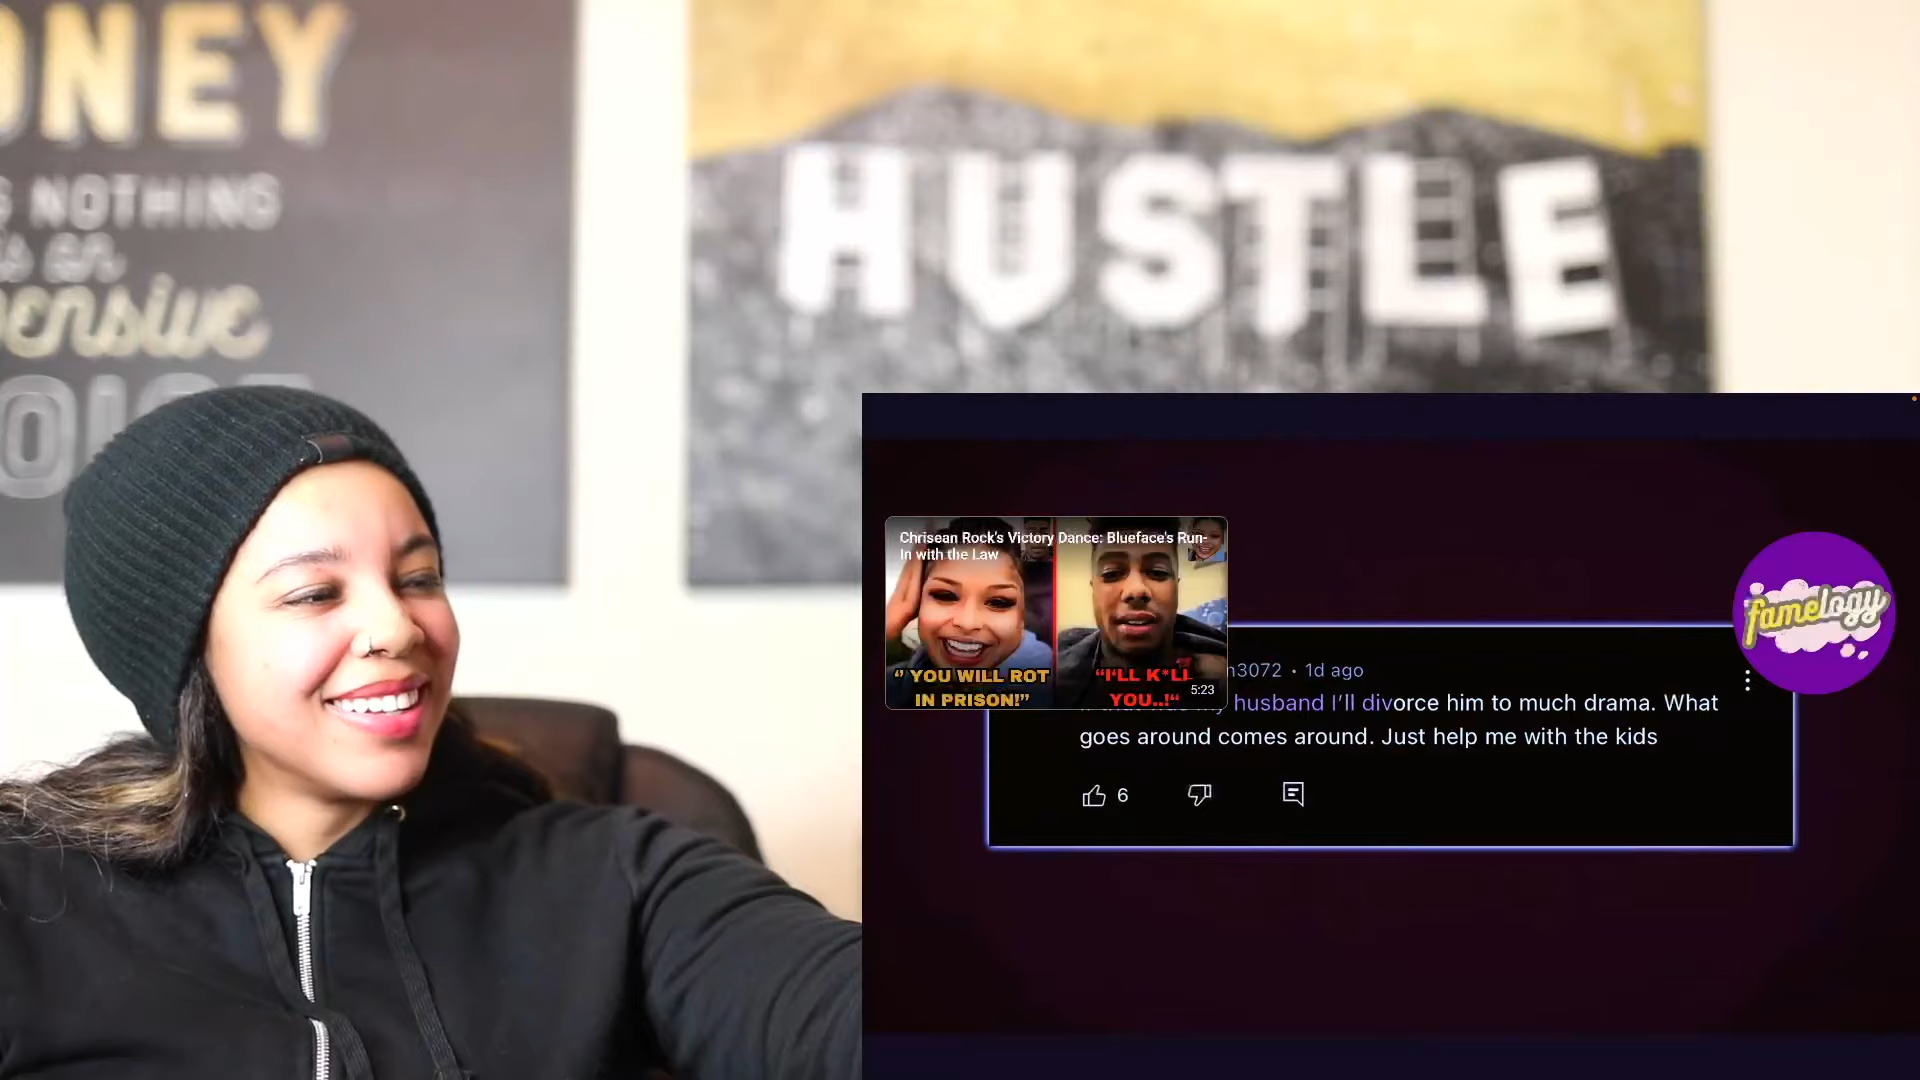 ONEY
S NOTHING
HUSTLE
Chrisean Rock's Victory Dance: Blueface's Run-
In with the Law
" YOU WILL ROT
IN PRISON!"
"I'LL K*LL
YOU..!"
5:23
famelogy
n3072 · 1d ago
husband I'll divorce him to much drama. What
goes around comes around. Just help me with the kids
6